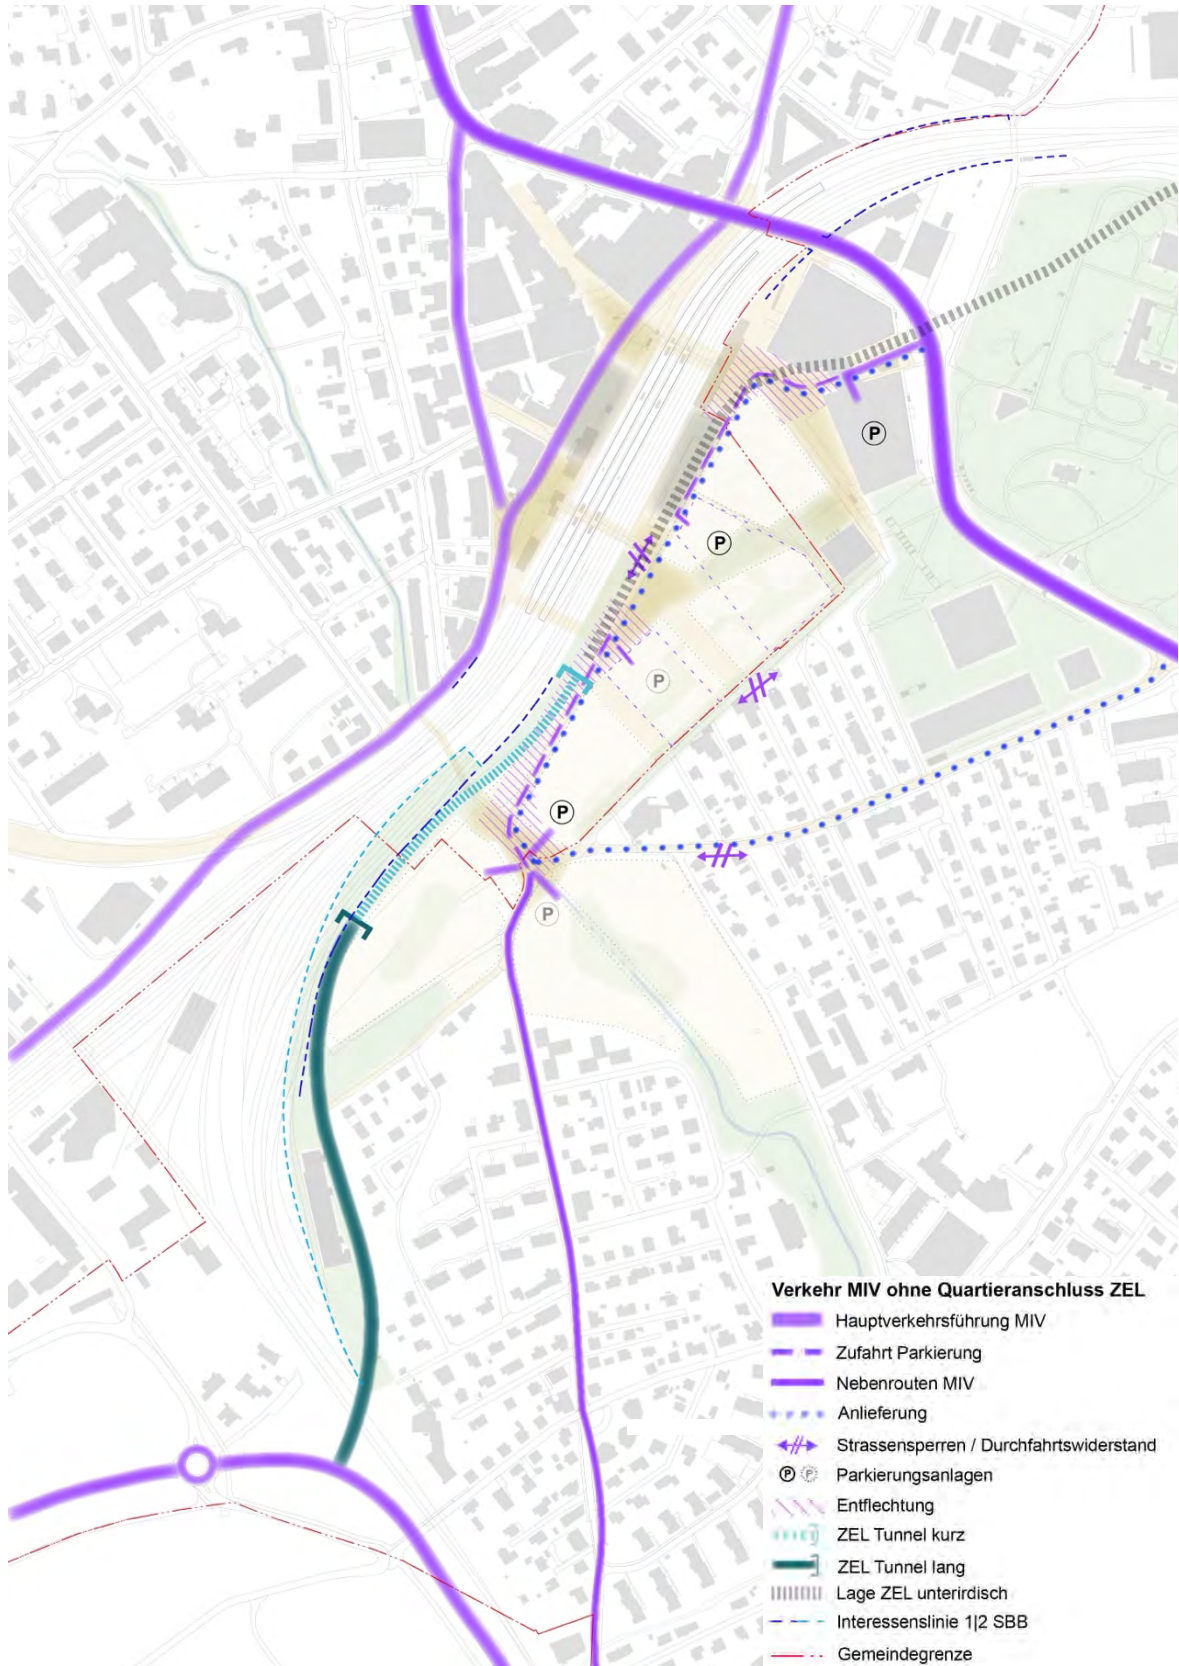 P
P
P
P
P
Verkehr MIV ohne Quartieranschluss ZEL
Hauptverkehrsführung MIV
Zufahrt Parkierung
Nebenrouten MIV
Anlieferung
Strassensperren / Durchfahrtswiderstand
P P Parkierungsanlagen
Entflechtung
ZEL Tunnel kurz
ZEL Tunnel lang
Lage ZEL unterirdisch
Interessenslinie 1|2 SBB
Gemeindegrenze